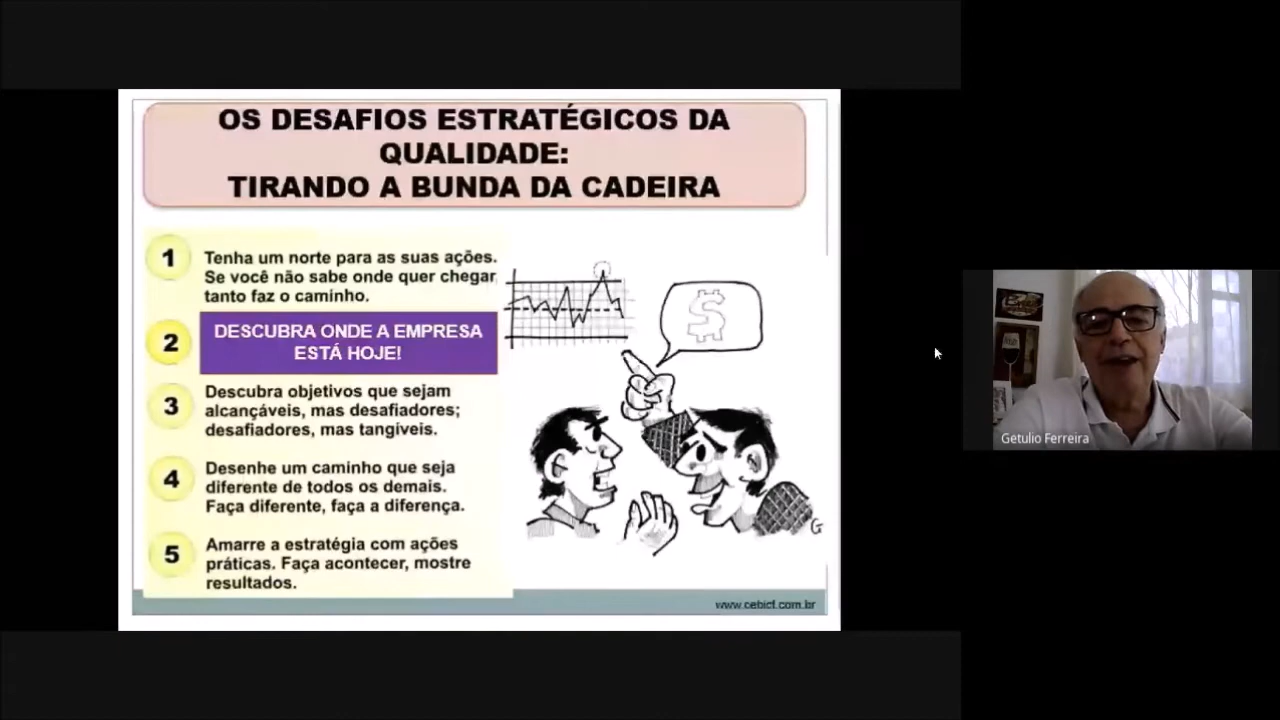 OS DESAFIOS ESTRATÉGICOS DA
QUALIDADE:
TIRANDO A BUNDA DA CADEIRA
1
Tenha um norte para as suas ações.
Se você não sabe onde quer chegar,
tanto faz o caminho.
2
DESCUBRA ONDE A EMPRESA
ESTÁ HOJE!
3
Descubra objetivos que sejam
alcançáveis, mas desafiadores;
desafiadores, mas tangíveis.
4
Desenhe um caminho que seja
diferente de todos os demais.
Faça diferente, faça a diferença.
5
Amarre a estratégia com ações
práticas. Faça acontecer, mostre
resultados.
$
G
www.cebicf.com.br
Getulio Ferreira